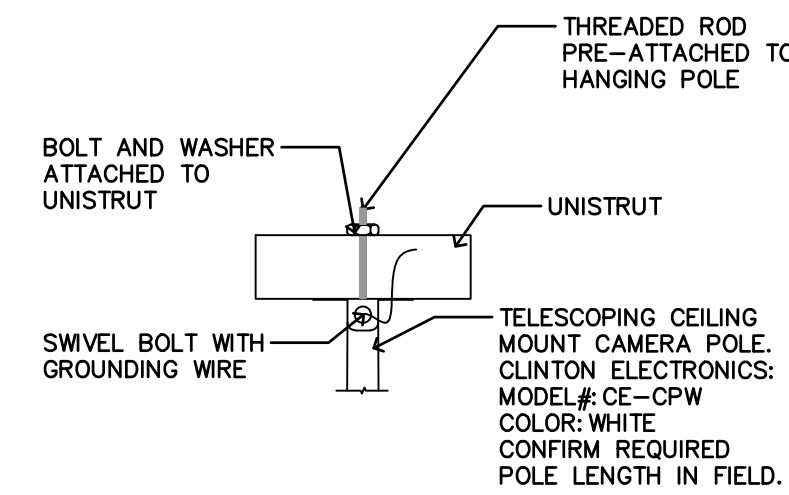 THREADED ROD
PRE-ATTACHED TO
HANGING POLE
BOLT AND WASHER
ATTACHED TO
UNISTRUT
UNISTRUT
SWIVEL BOLT WITH
GROUNDING WIRE
TELESCOPING CEILING
MOUNT CAMERA POLE.
CLINTON ELECTRONICS:
MODEL#: CE-CPW
COLOR: WHITE
CONFIRM REQUIRED
POLE LENGTH IN FIELD.